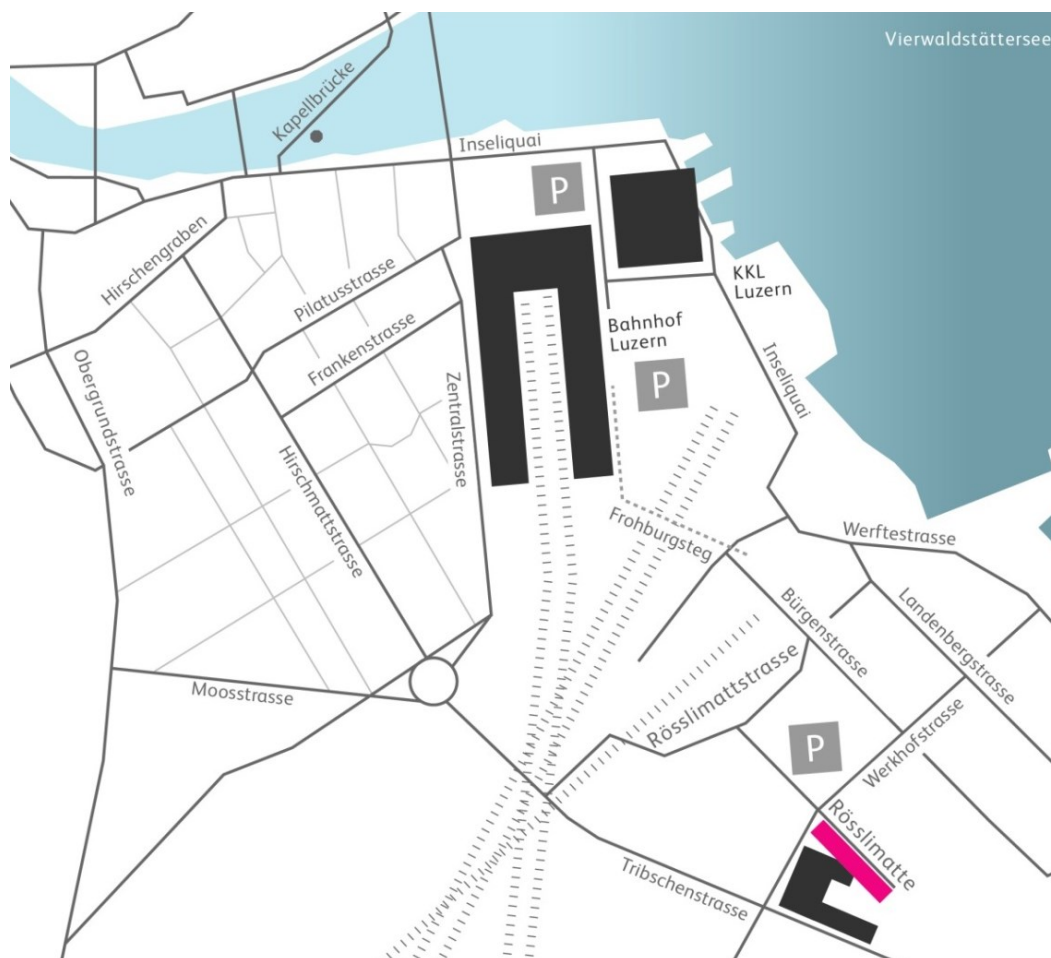 Vierwaldstättersee
Kapellbrücke
Inseliquai
P
Hirschengraben
Pilatusstrasse
KKL
Luzern
Bahnhof
Luzern
Frankenstrasse
P
Inseliquai
Obergrundstrasse
Zentralstrasse
Hirschmattstrasse
Frohburgsteg
Werftestrasse
Bürgenstrasse
Landenbergstrasse
Rösslimattstrasse
Moosstrasse
P
Werkhofstrasse
Rösslimatte
Tribschenstrasse